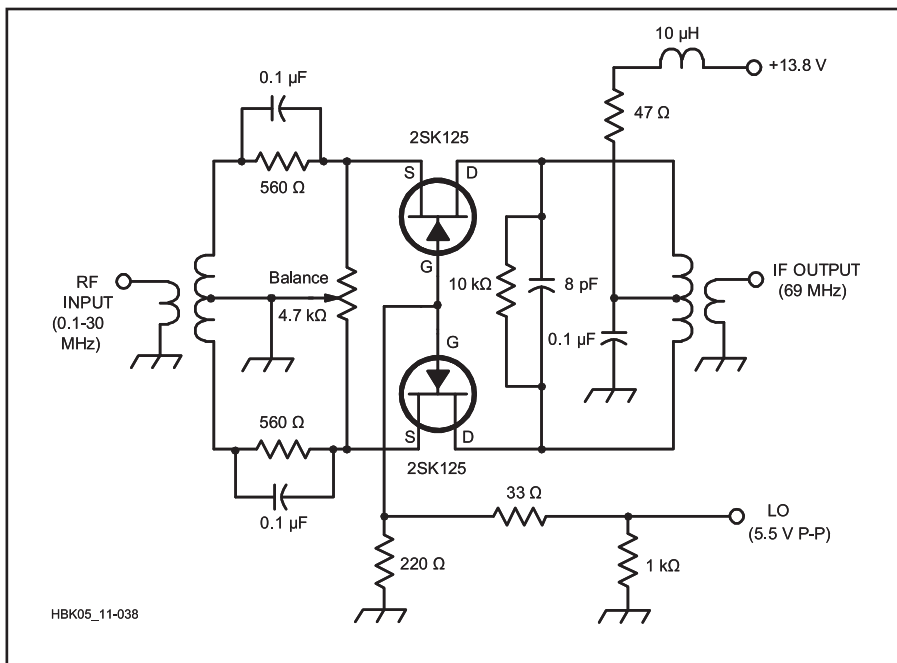 10 µH
+13.8 V
0.1 µF
47 Ω
2SK125
560 Ω
S
D
G
RF
INPUT
(0.1-30
MHz)
Balance
4.7 kΩ
10 kΩ
8 pF
IF OUTPUT
(69 MHz)
0.1 µF
G
560 Ω
S
D
2SK125
0.1 µF
33 Ω
LO
(5.5 V P-P)
220 Ω
1 kΩ
HBK05_11-038